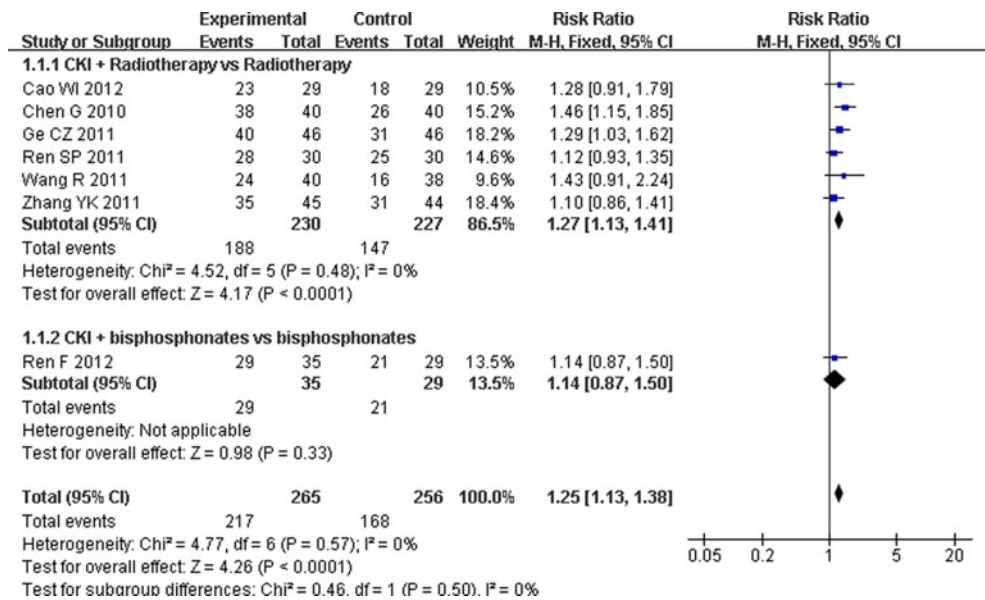 Experimental Control Risk Ratio Risk Ratio
Study or Subgroup Events Total Events Total Weight M-H, Fixed, 95% CI M-H, Fixed, 95% CI
1.1.1 CKI + Radiotherapy vs Radiotherapy
Cao WI 2012 23 29 18 29 10.5% 1.28 [0.91, 1.79]
Chen G 2010 38 40 26 40 15.2% 1.46 [1.15, 1.85]
Ge CZ 2011 40 46 31 46 18.2% 1.29 [1.03, 1.62]
Ren SP 2011 28 30 25 30 14.6% 1.12 [0.93, 1.35]
Wang R 2011 24 40 16 38 9.6% 1.43 [0.91, 2.24]
Zhang YK 2011 35 45 31 44 18.4% 1.10 [0.86, 1.41]
Subtotal (95% CI) 230 227 86.5% 1.27 [1.13, 1.41]
Total events 188 147
Heterogeneity: Chi² = 4.52, df = 5 (P = 0.48); I² = 0%
Test for overall effect: Z = 4.17 (P < 0.0001)
1.1.2 CKI + bisphosphonates vs bisphosphonates
Ren F 2012 29 35 21 29 13.5% 1.14 [0.87, 1.50]
Subtotal (95% CI) 35 29 13.5% 1.14 [0.87, 1.50]
Total events 29 21
Heterogeneity: Not applicable
Test for overall effect: Z = 0.98 (P = 0.33)
Total (95% CI) 265 256 100.0% 1.25 [1.13, 1.38]
Total events 217 168
Heterogeneity: Chi² = 4.77, df = 6 (P = 0.57); I² = 0%
Test for overall effect: Z = 4.26 (P < 0.0001)
Test for subgroup differences: Chi² = 0.46, df = 1 (P = 0.50), I² = 0%
0.05 0.2 1 5 20